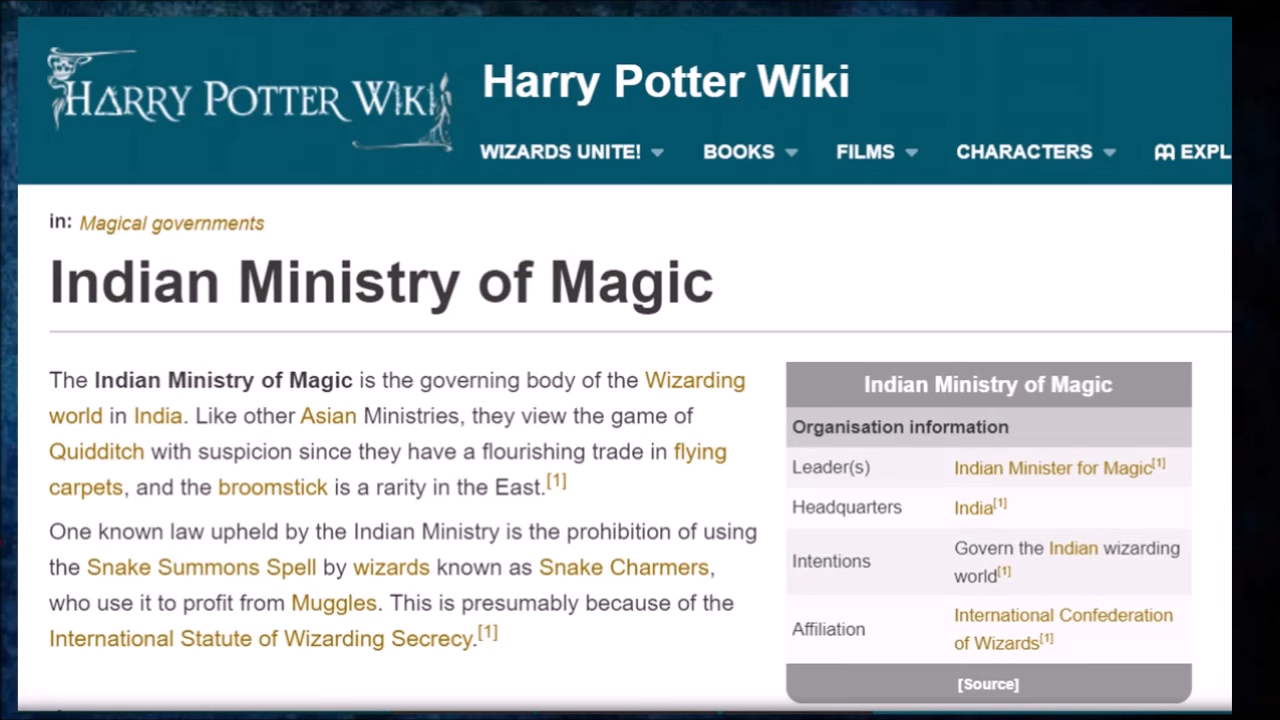 HARRY POTTER WIKI
Harry Potter Wiki
WIZARDS UNITE! BOOKS FILMS CHARACTERS EXPL
in: Magical governments
Indian Ministry of Magic
The Indian Ministry of Magic is the governing body of the Wizarding
world in India. Like other Asian Ministries, they view the game of
Quidditch with suspicion since they have a flourishing trade in flying
carpets, and the broomstick is a rarity in the East.[1]
One known law upheld by the Indian Ministry is the prohibition of using
the Snake Summons Spell by wizards known as Snake Charmers,
who use it to profit from Muggles. This is presumably because of the
International Statute of Wizarding Secrecy.[1]
Indian Ministry of Magic
Organisation information
Leader(s) Indian Minister for Magic[1]
Headquarters India[1]
Intentions Govern the Indian wizarding
world[1]
Affiliation International Confederation
of Wizards[1]
[Source]